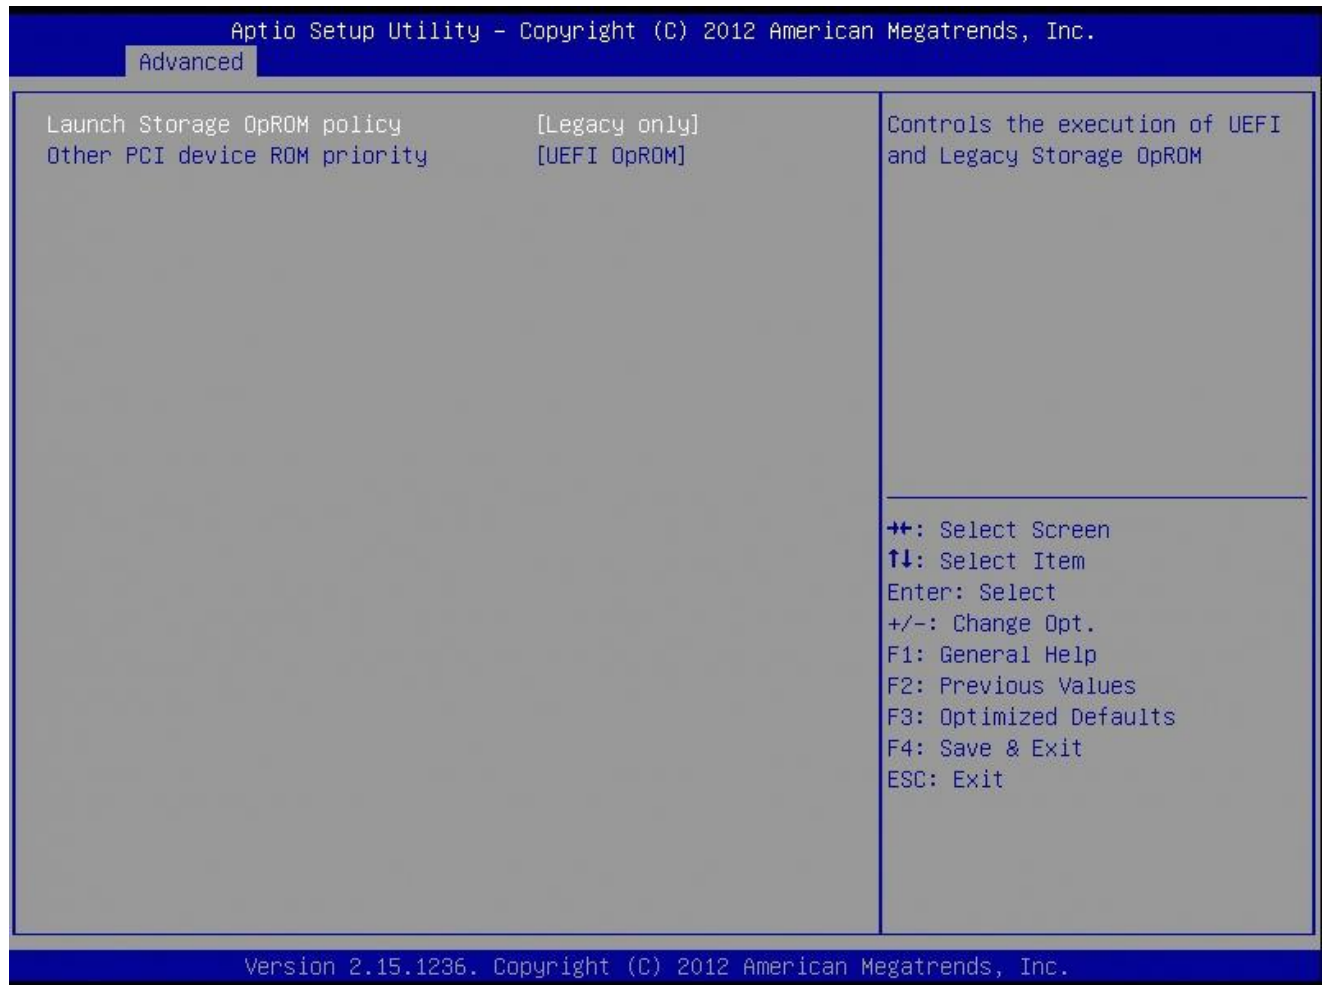 Aptio Setup Utility – Copyright (C) 2012 American Megatrends, Inc.
Advanced
Launch Storage OpROM policy [Legacy only]
Other PCI device ROM priority [UEFI OpROM]
Controls the execution of UEFI
and Legacy Storage OpROM
→←: Select Screen
↑↓: Select Item
Enter: Select
+/-: Change Opt.
F1: General Help
F2: Previous Values
F3: Optimized Defaults
F4: Save & Exit
ESC: Exit
Version 2.15.1236. Copyright (C) 2012 American Megatrends, Inc.